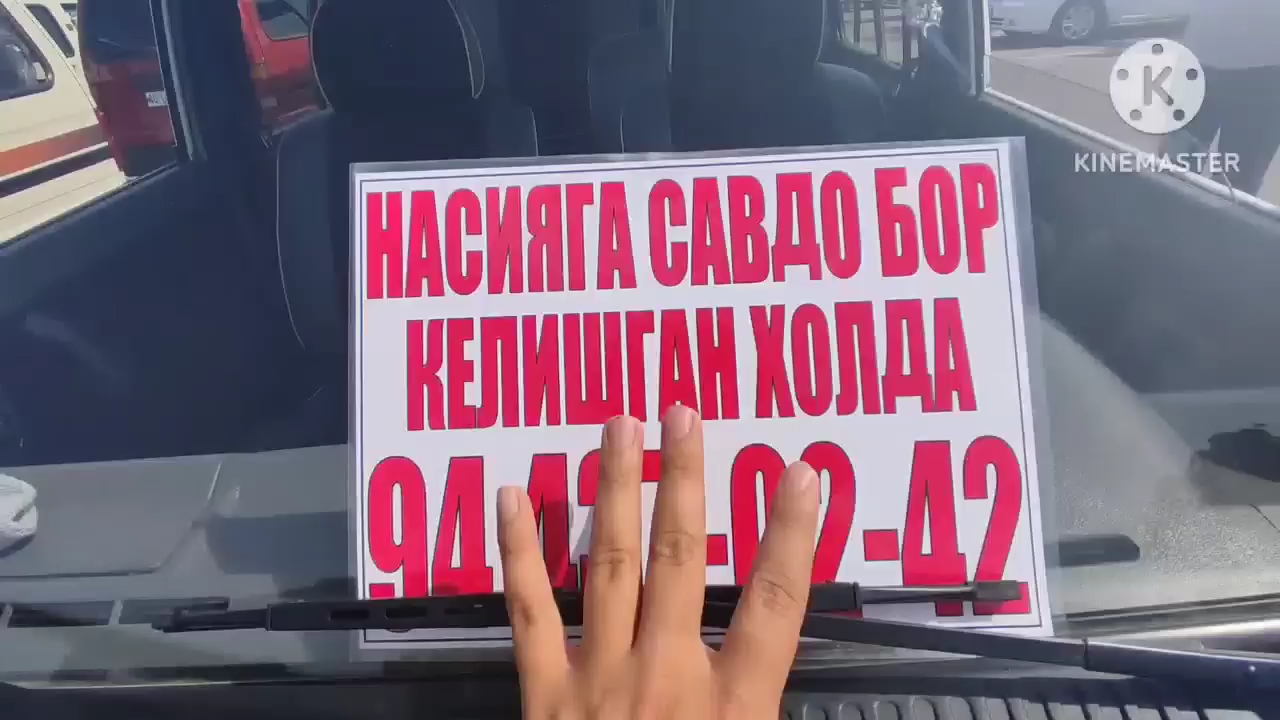 НАСИЯГА САВДО БОР
КЕЛИШГАН ХОЛДА
94 -42
K
KINEMASTER